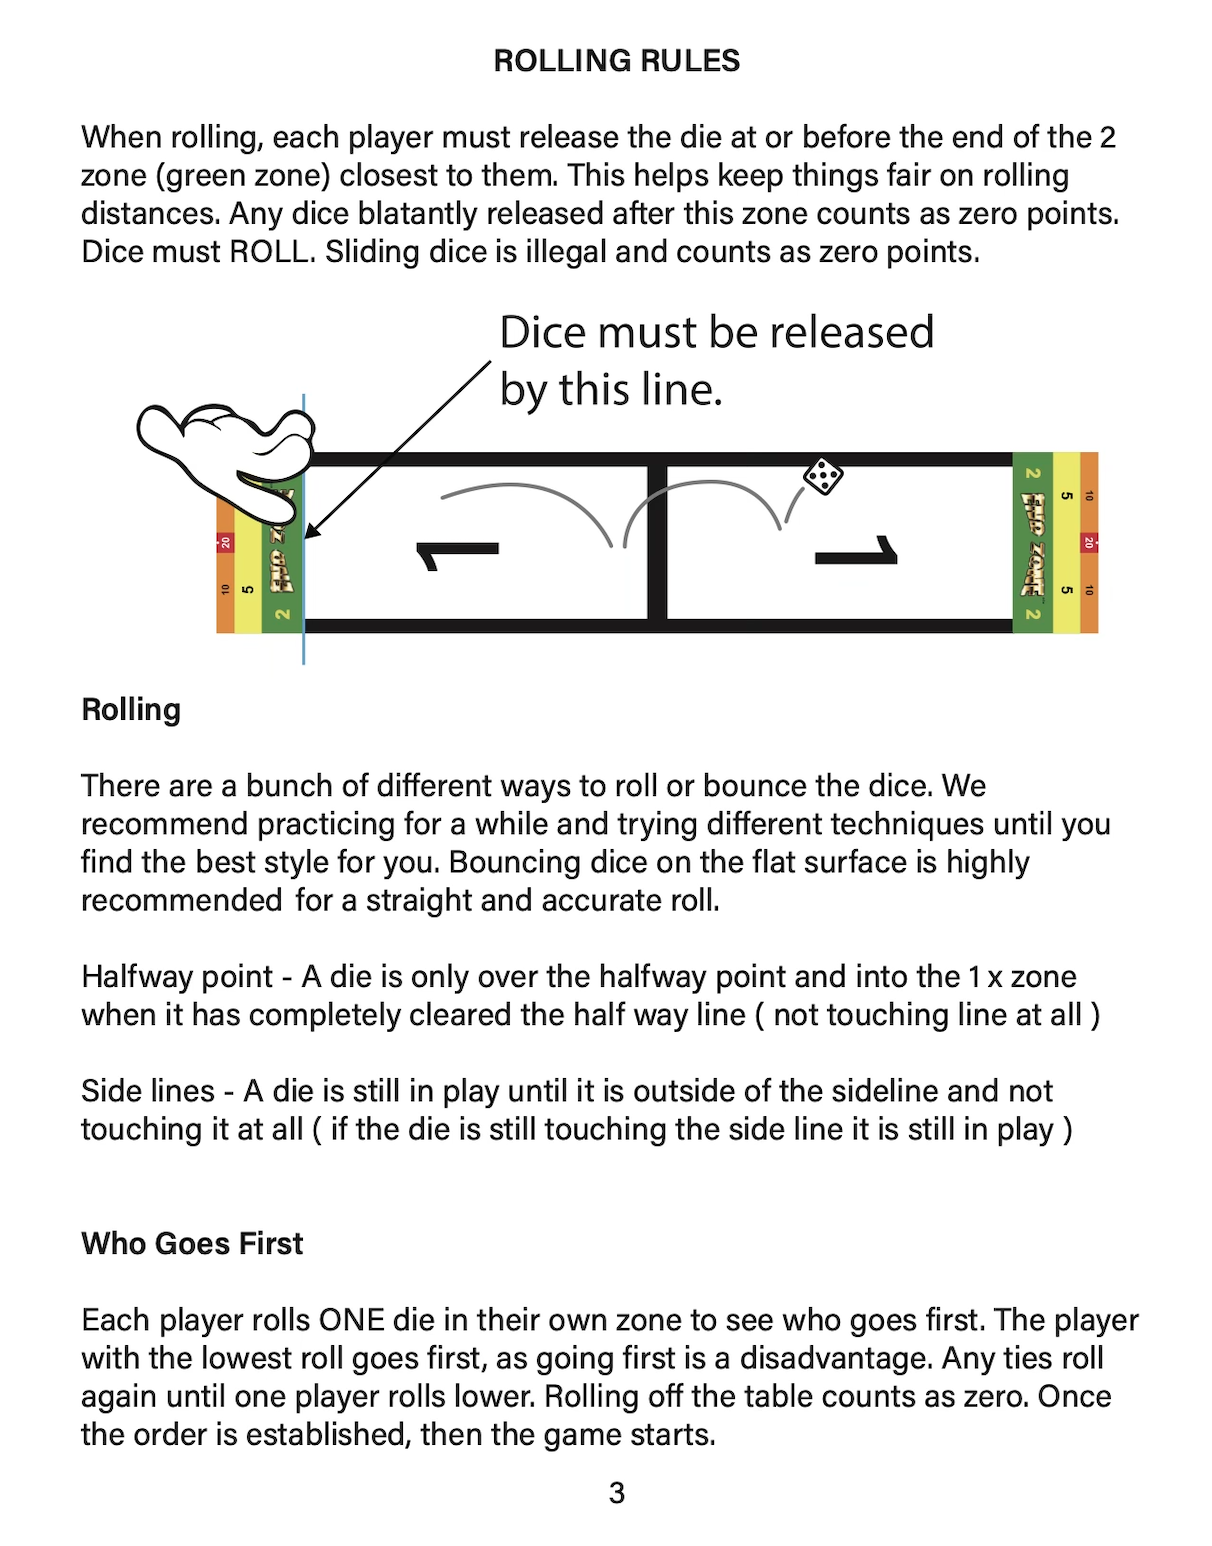 ROLLING RULES
When rolling, each player must release the die at or before the end of the 2
zone (green zone) closest to them. This helps keep things fair on rolling
distances. Any dice blatantly released after this zone counts as zero points.
Dice must ROLL. Sliding dice is illegal and counts as zero points.
Dice must be released
by this line.
20
10
5
END ZONE
2
1
1
2
END ZONE
2
5
5
10
20
10
Rolling
There are a bunch of different ways to roll or bounce the dice. We
recommend practicing for a while and trying different techniques until you
find the best style for you. Bouncing dice on the flat surface is highly
recommended for a straight and accurate roll.
Halfway point - A die is only over the halfway point and into the 1 x zone
when it has completely cleared the half way line ( not touching line at all )
Side lines - A die is still in play until it is outside of the sideline and not
touching it at all ( if the die is still touching the side line it is still in play )
Who Goes First
Each player rolls ONE die in their own zone to see who goes first. The player
with the lowest roll goes first, as going first is a disadvantage. Any ties roll
again until one player rolls lower. Rolling off the table counts as zero. Once
the order is established, then the game starts.
3